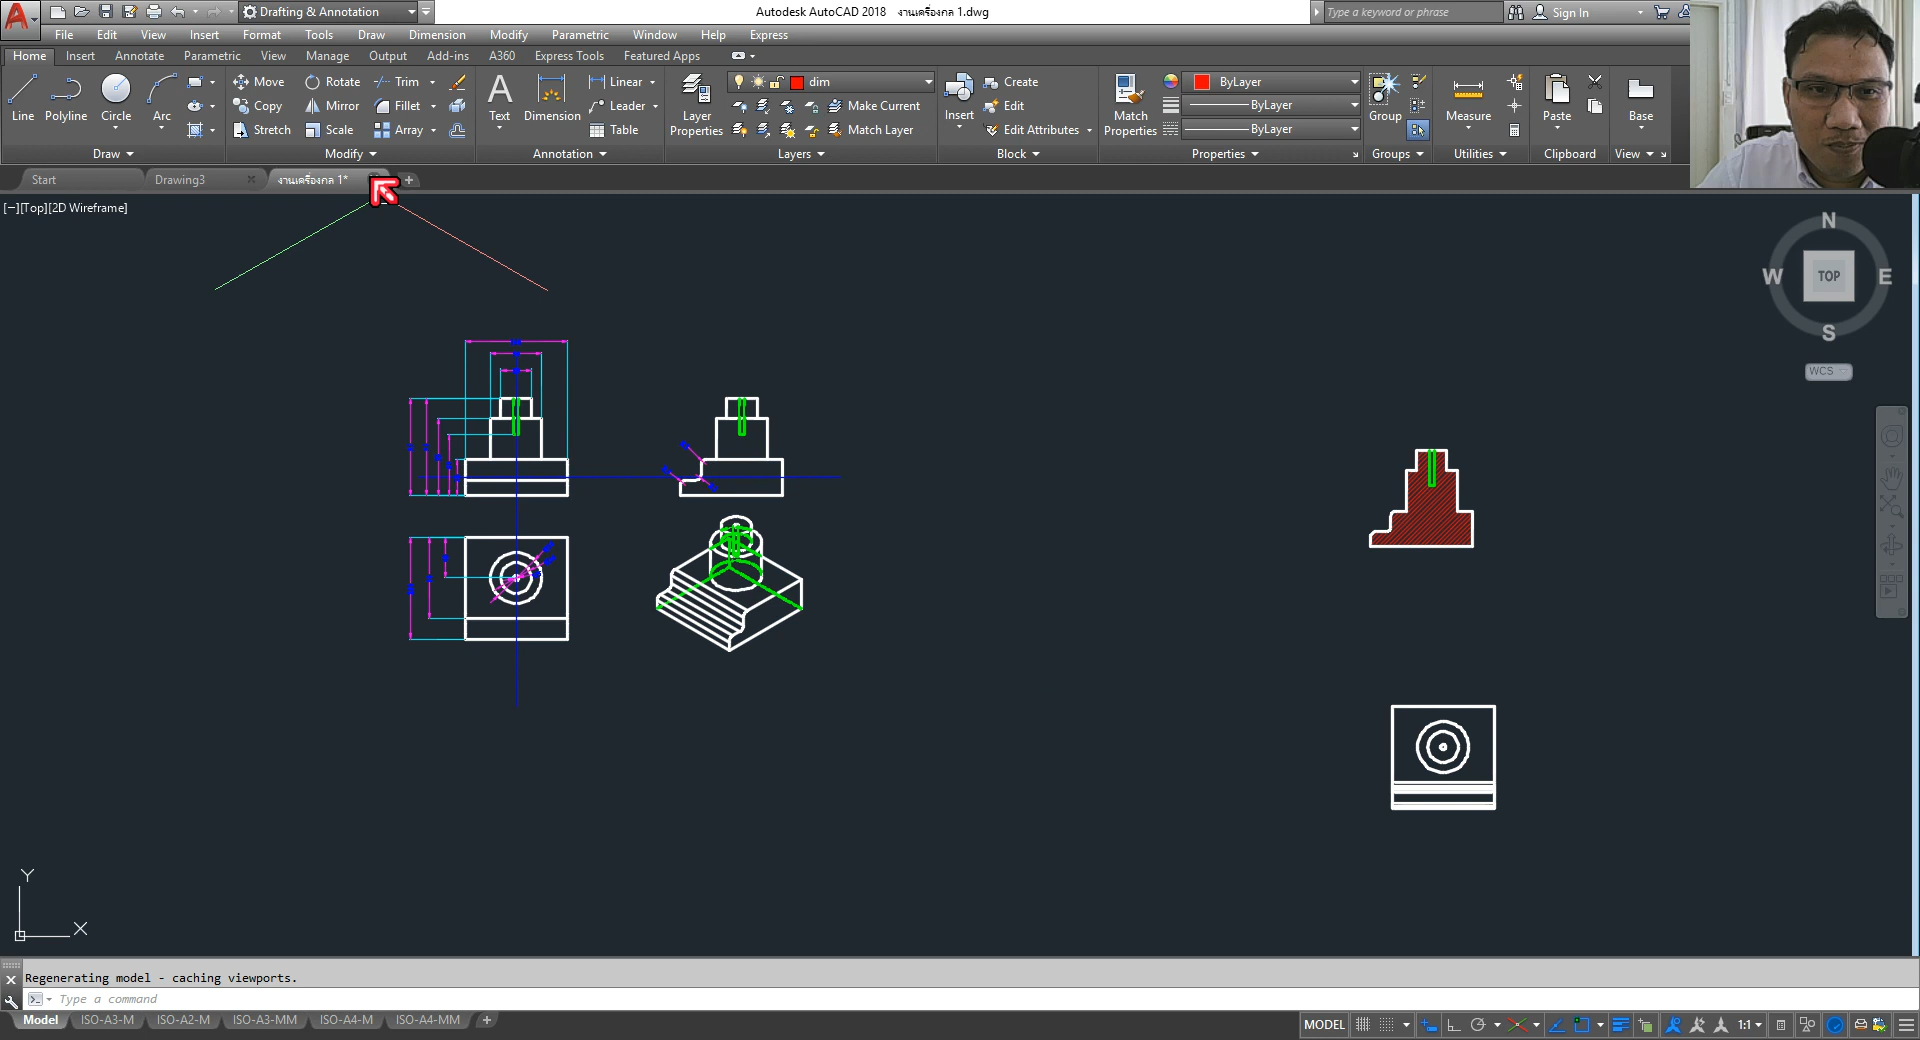 Drafting & Annotation
Autodesk AutoCAD 2018 งานเครื่องกล 1.dwg
Type a keyword or phrase
Sign In
File Edit View Insert Format Tools Draw Dimension Modify Parametric Window Help Express
Home Insert Annotate Parametric View Manage Output Add-ins A360 Express Tools Featured Apps
Line Polyline Circle Arc
Move Rotate Trim
Copy Mirror Fillet
Stretch Scale Array
Text Dimension
Linear
Leader
Table
Layer Properties
dim
Make Current
Match Layer
Insert
Create
Edit
Edit Attributes
Match Properties
ByLayer
ByLayer
ByLayer
Group
Measure
Paste
Base
Draw Modify Annotation Layers Block Properties Groups Utilities Clipboard View
Start Drawing3 งานเครื่องกล 1*
[−][Top][2D Wireframe]
N
W TOP E
S
WCS
Y
X
Regenerating model - caching viewports.
Type a command
Model ISO-A3-M ISO-A2-M ISO-A3-MM ISO-A4-M ISO-A4-MM
MODEL 1:1